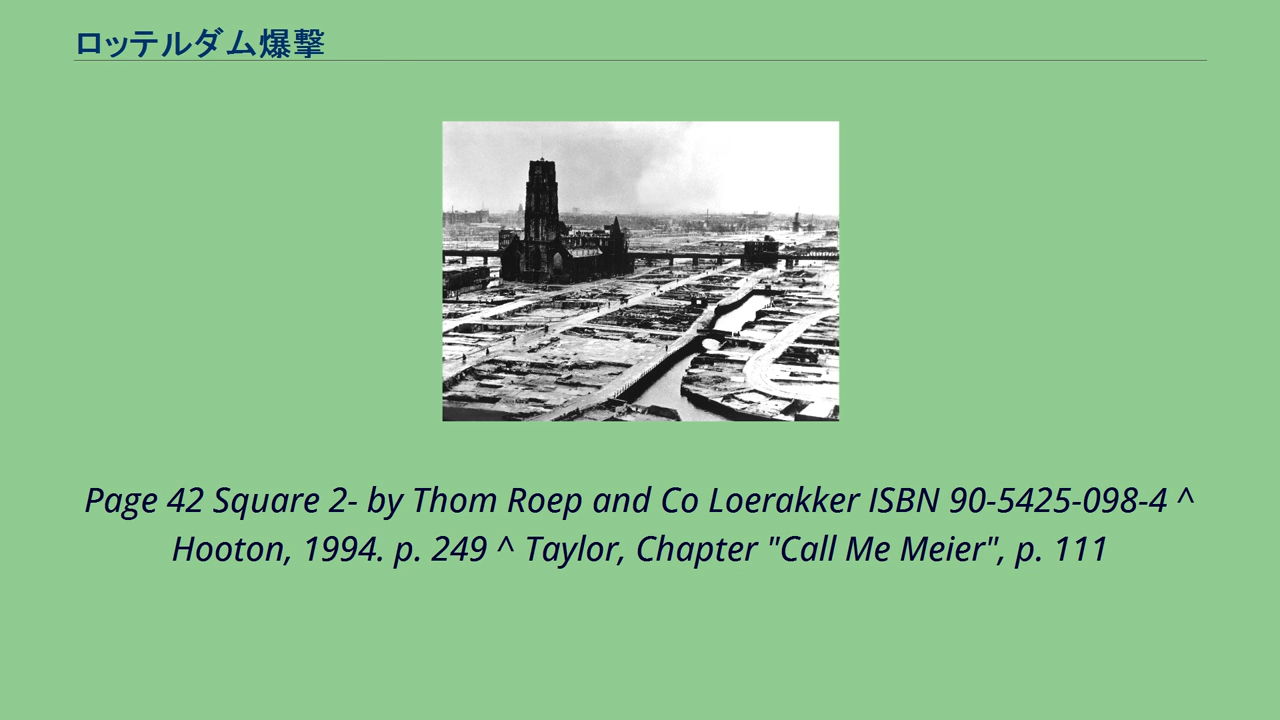 ロッテルダム爆撃
Page 42 Square 2- by Thom Roep and Co Loerakker ISBN 90-5425-098-4 ^
Hooton, 1994. p. 249 ^ Taylor, Chapter "Call Me Meier", p. 111